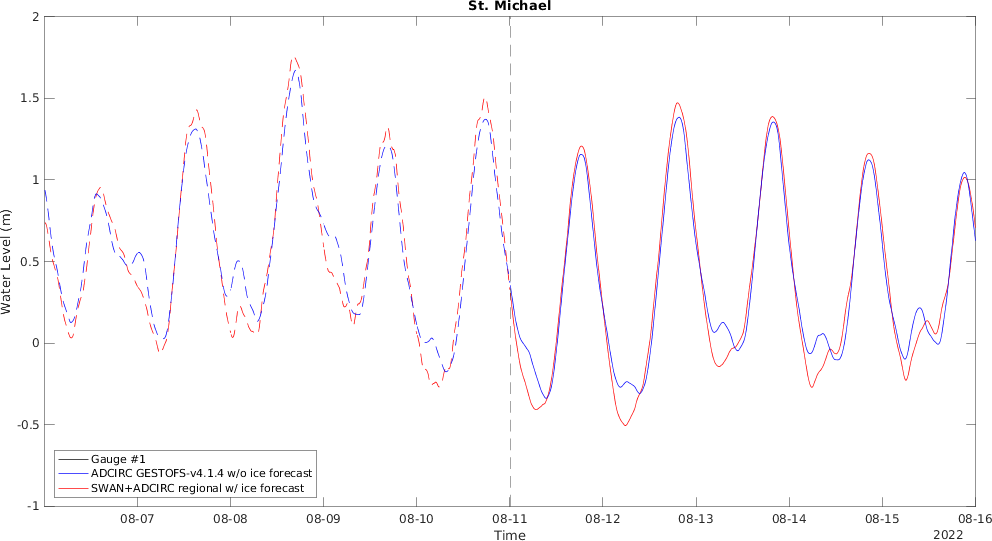 St. Michael
2
1.5
1
0.5
0
-0.5
-1
Water Level (m)
Gauge #1
ADCIRC GESTOFS-v4.1.4 w/o ice forecast
SWAN+ADCIRC regional w/ ice forecast
08-07 08-08 08-09 08-10 08-11 08-12 08-13 08-14 08-15 08-16
Time
2022